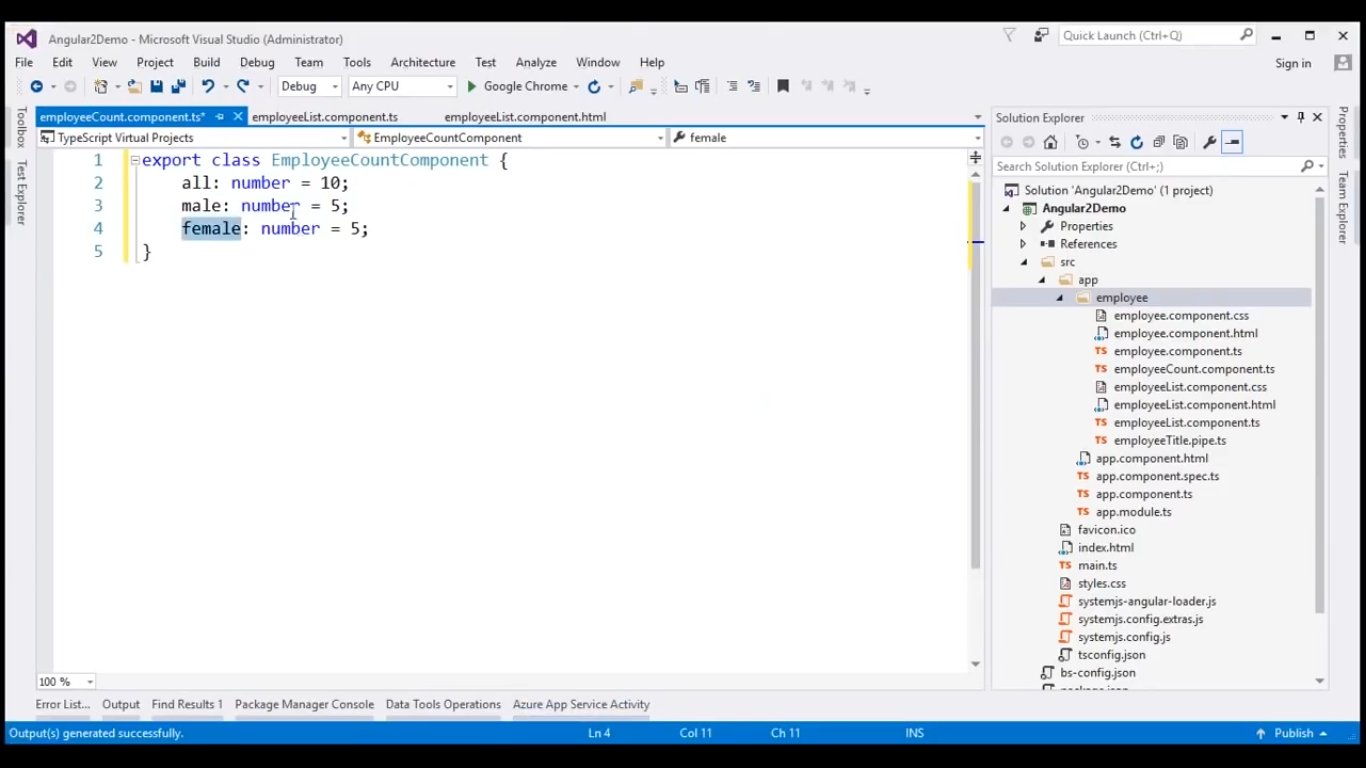 Angular2Demo - Microsoft Visual Studio (Administrator)
Quick Launch (Ctrl+Q)
File Edit View Project Build Debug Team Tools Architecture Test Analyze Window Help
Sign in
Debug Any CPU Google Chrome
employeeCount.component.ts* employeeList.component.ts employeeList.component.html
TypeScript Virtual Projects EmployeeCountComponent female
Toolbox
Test Explorer
1 export class EmployeeCountComponent {
2 all: number = 10;
3 male: number = 5;
4 female: number = 5;
5 }
100 %
Solution Explorer
Search Solution Explorer (Ctrl+;)
Solution 'Angular2Demo' (1 project)
Angular2Demo
Properties
References
src
app
employee
employee.component.css
employee.component.html
TS employee.component.ts
TS employeeCount.component.ts
employeeList.component.css
employeeList.component.html
TS employeeList.component.ts
TS employeeTitle.pipe.ts
app.component.html
TS app.component.spec.ts
TS app.component.ts
TS app.module.ts
favicon.ico
index.html
TS main.ts
styles.css
systemjs-angular-loader.js
systemjs.config.extras.js
systemjs.config.js
tsconfig.json
bs-config.json
Properties
Team Explorer
Error List... Output Find Results 1 Package Manager Console Data Tools Operations Azure App Service Activity
Output(s) generated successfully. Ln 4 Col 11 Ch 11 INS Publish